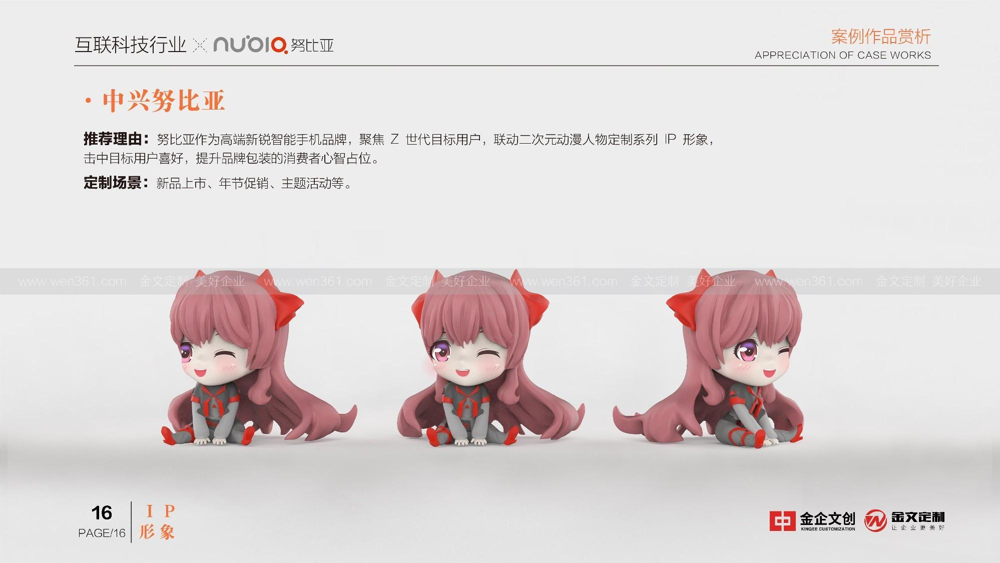 互联科技行业 × nubia 努比亚
案例作品赏析
APPRECIATION OF CASE WORKS
· 中兴努比亚
推荐理由：努比亚作为高端新锐智能手机品牌，聚焦 Z 世代目标用户，联动二次元动漫人物定制系列 IP 形象，
击中目标用户喜好，提升品牌包装的消费者心智占位。
定制场景：新品上市、年节促销、主题活动等。
www.wen361.com 金文定制 美好企业 www.wen361.com 金文定制 美好企业 www.wen361.com 金文定制 美好企业 www.wen361.com 金文定制 美好企业
16
PAGE/16
IP
形象
金企文创
KINQEE CUSTOMIZATION
金文定制
让企业更美好